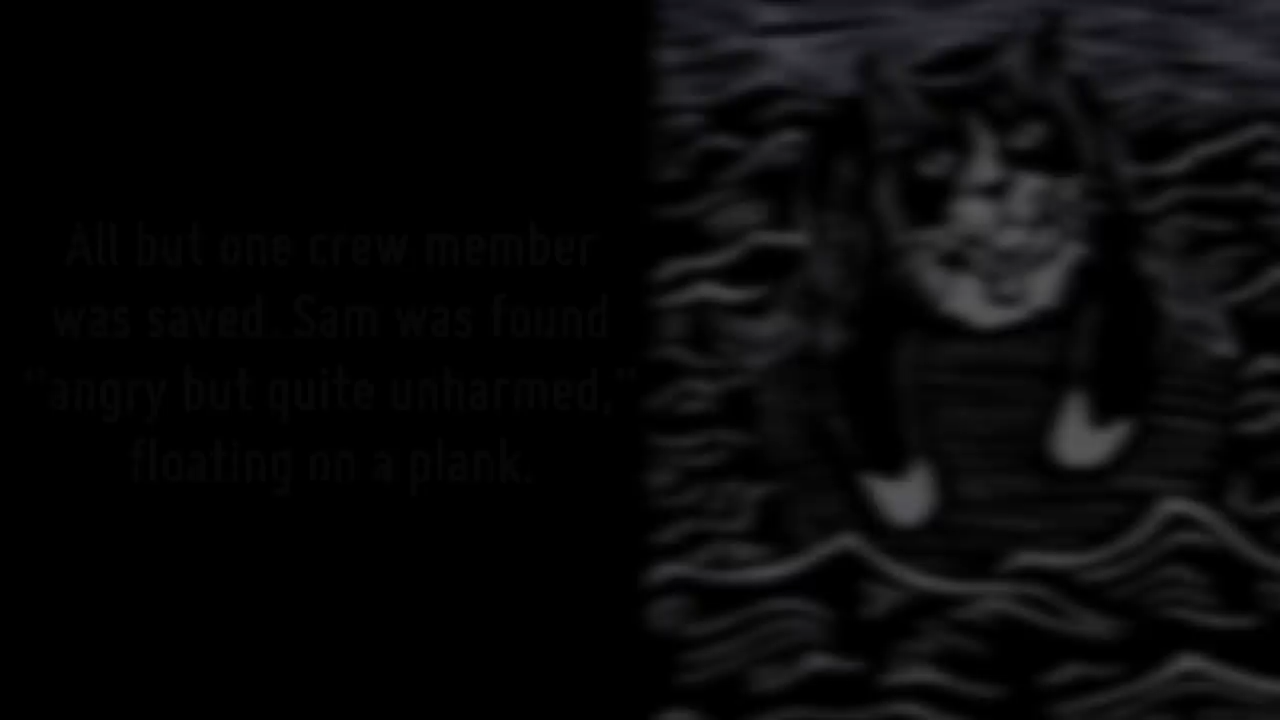 All but one crew member
was saved. Sam was found
"angry but quite unharmed,"
floating on a plank.